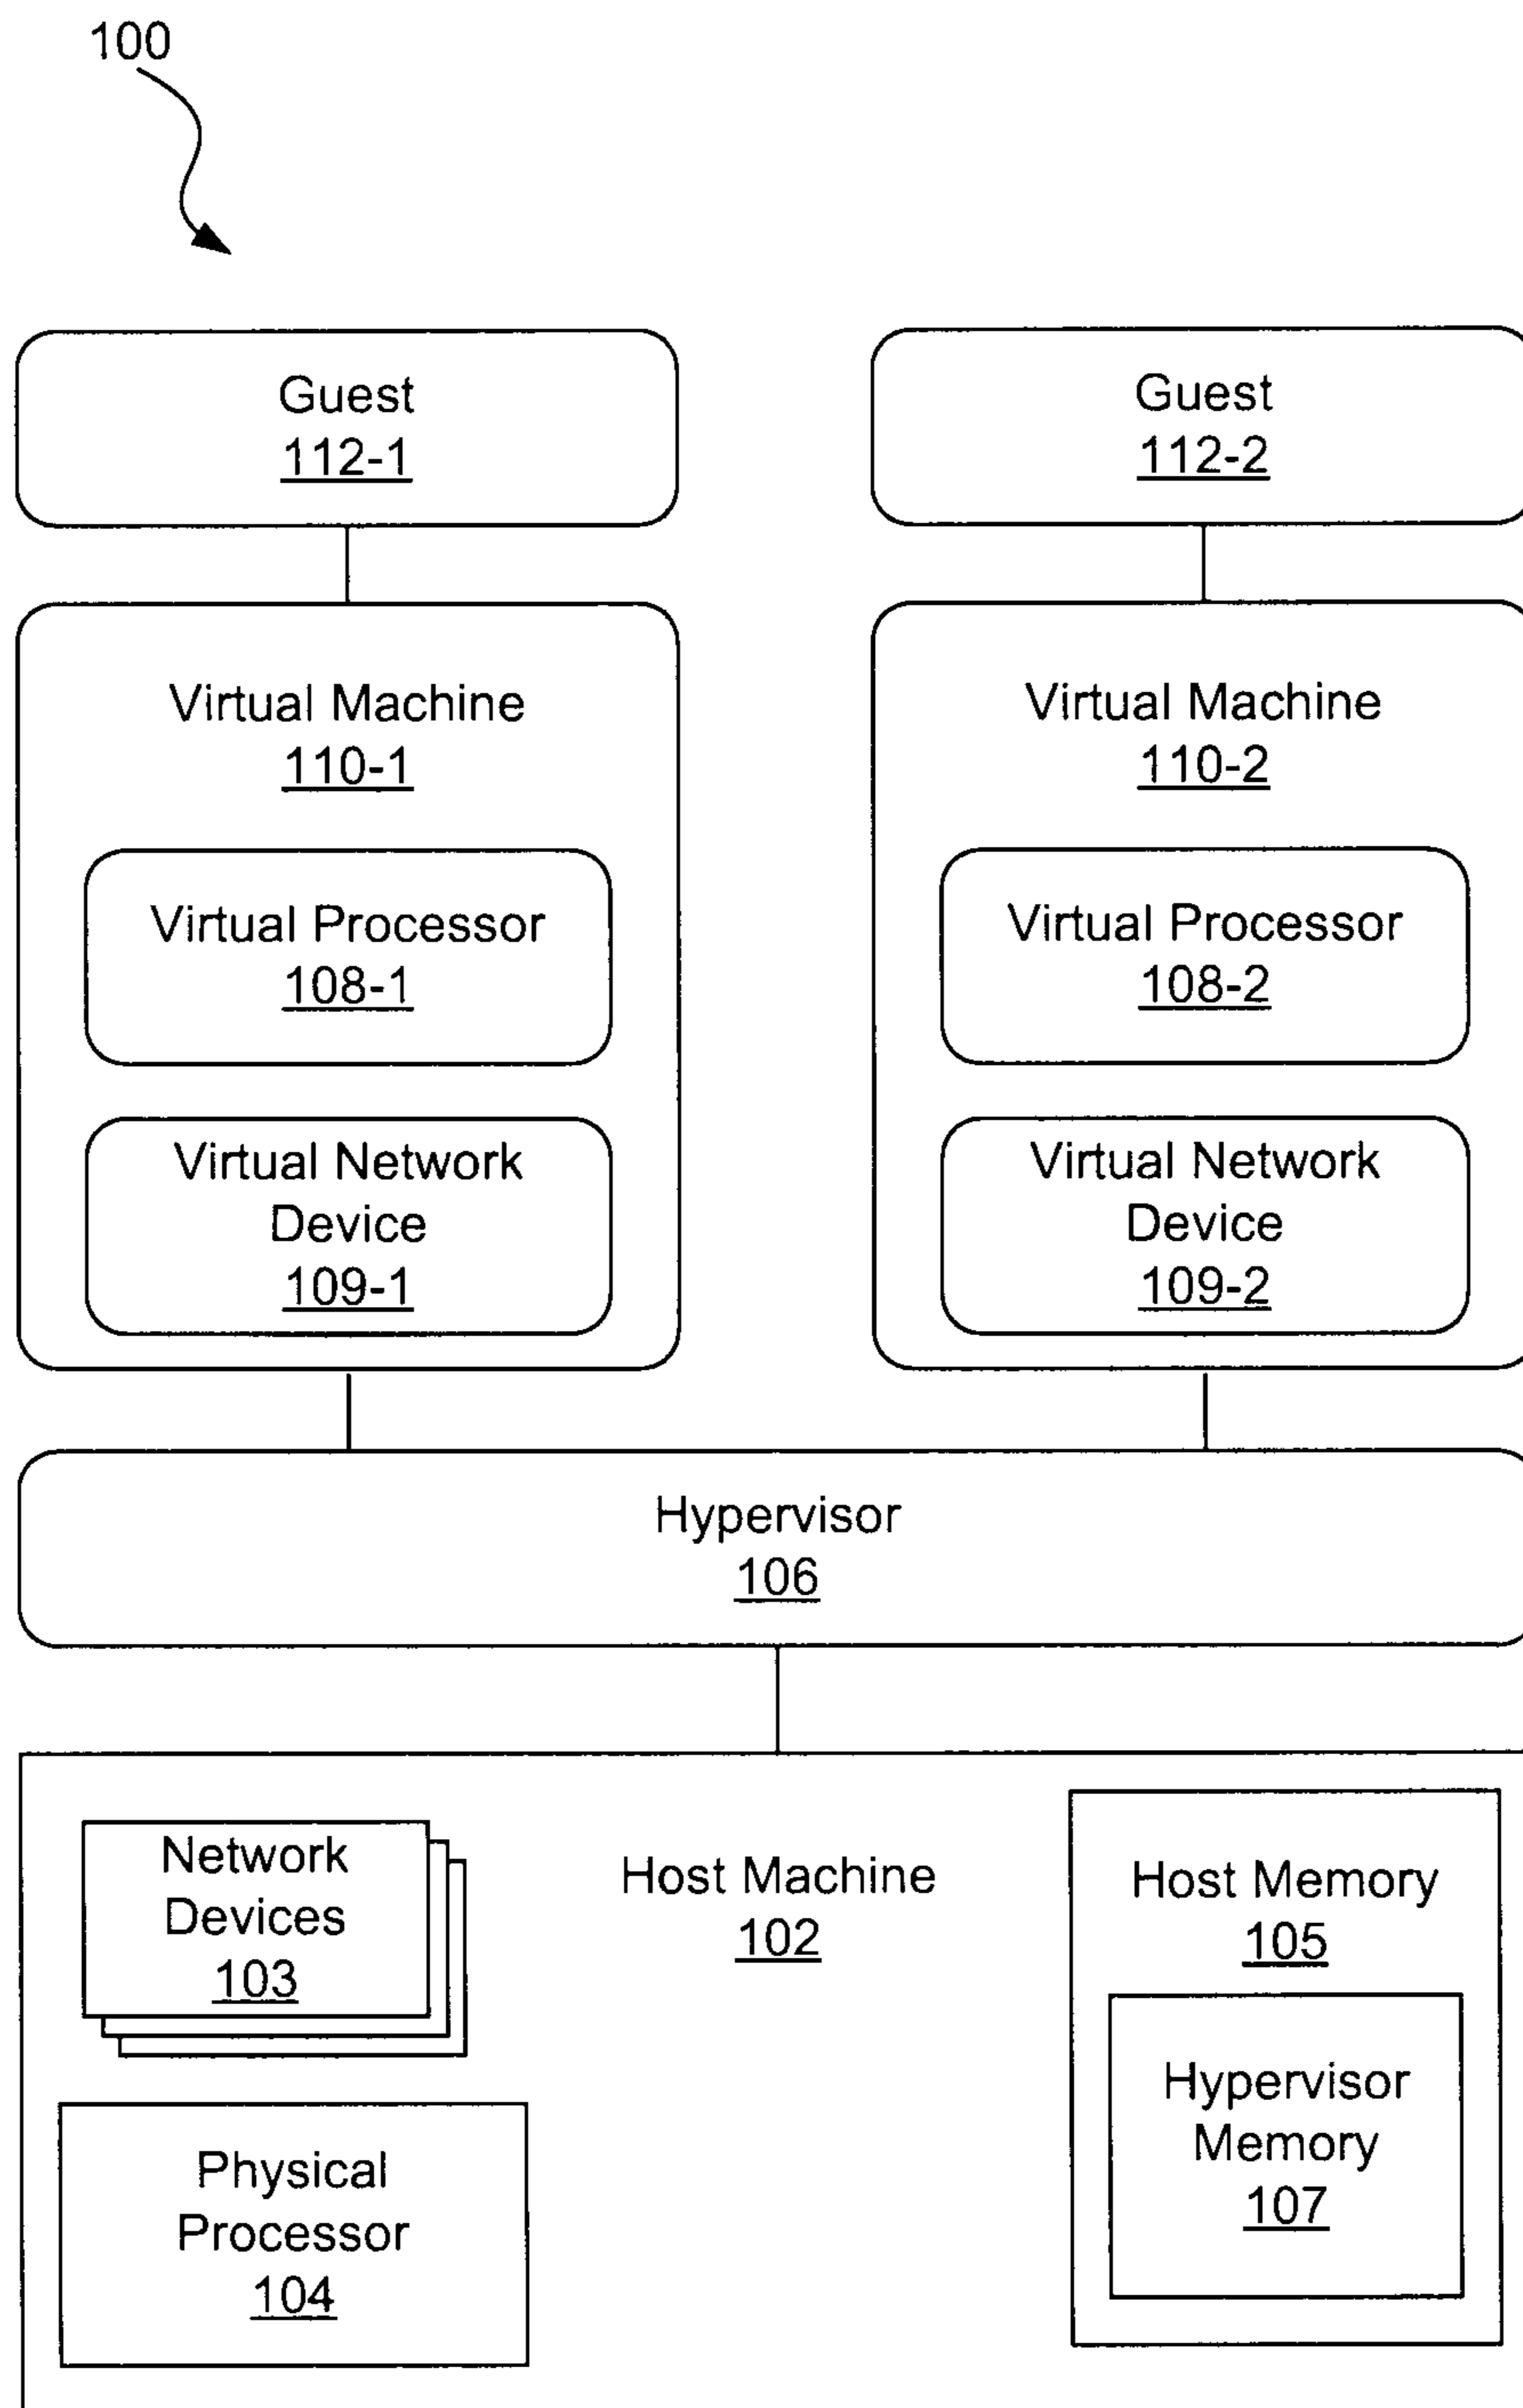 100
Guest
112-1
Guest
112-2
Virtual Machine
110-1
Virtual Processor
108-1
Virtual Network
Device
109-1
Virtual Machine
110-2
Virtual Processor
108-2
Virtual Network
Device
109-2
Hypervisor
106
Network
Devices
103
Host Machine
102
Host Memory
105
Hypervisor
Memory
107
Physical
Processor
104